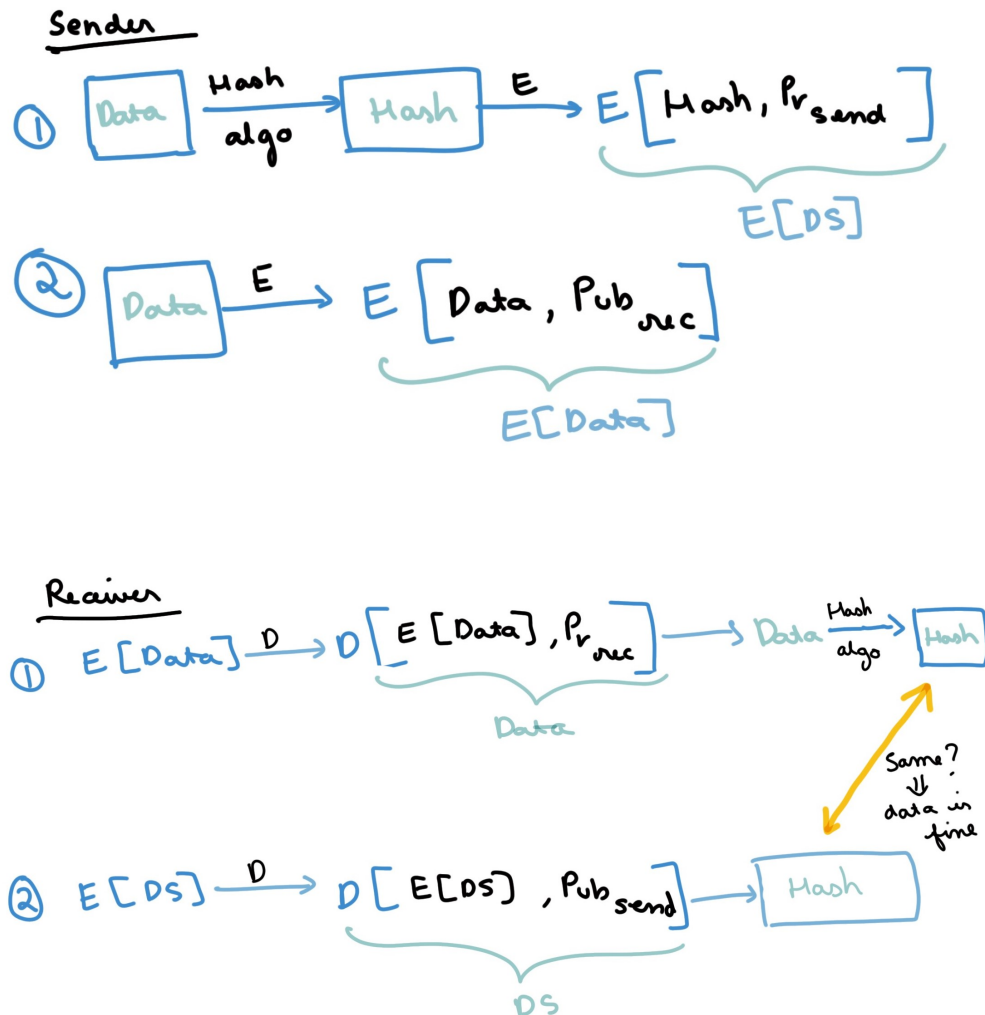 Sender
① Data Hash algo Hash E E [ Hash, Pr send ]
E[DS]
② Data E E [ Data, Pub rec ]
E[Data]
Receiver
① E [Data] D D [ E [Data], Pr rec ] Data Hash algo Hash
Data
Same?
⇓
data is
fine
② E [DS] D D [ E[DS], Pub send ] Hash
DS